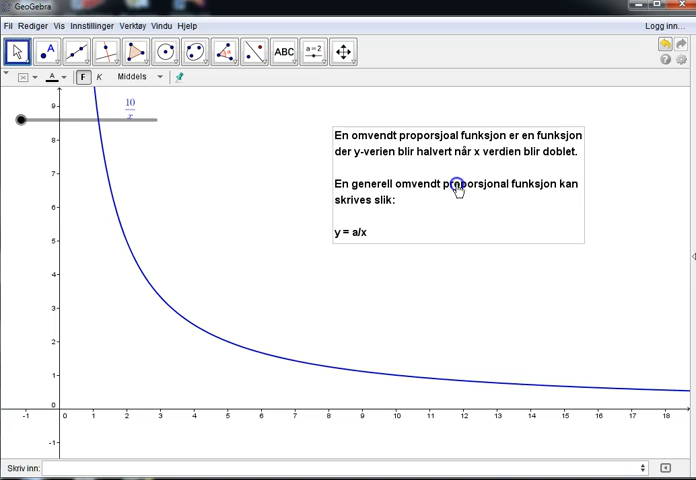 GeoGebra
Fil Rediger Vis Innstillinger Verktøy Vindu Hjelp Logg inn...
ABC a = 2
A F K Middels
10
x
En omvendt proporsjoal funksjon er en funksjon
der y-verien blir halvert når x verdien blir doblet.
En generell omvendt proporsjonal funksjon kan
skrives slik:
y = a/x
9
8
7
6
5
4
3
2
1
0
-1
-1 0 1 2 3 4 5 6 7 8 9 10 11 12 13 14 15 16 17 18
Skriv inn: